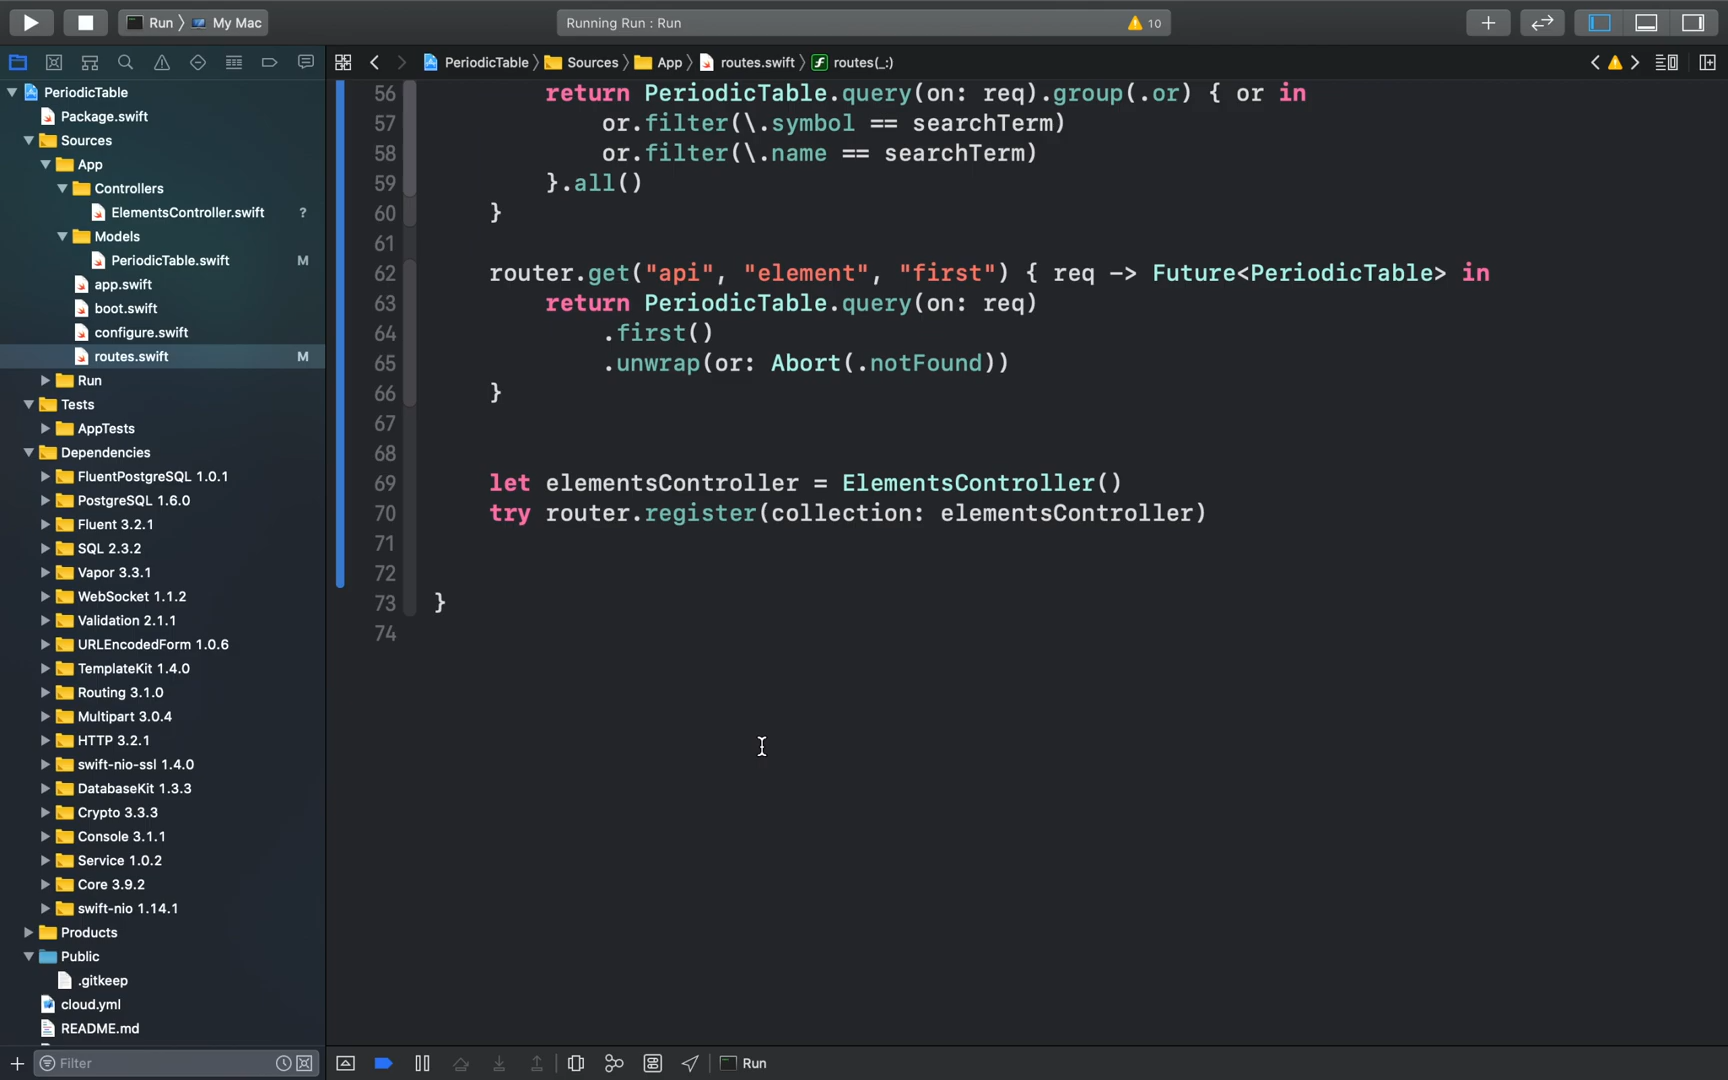 Run 〉 My Mac
Running Run : Run
10
PeriodicTable 〉 Sources 〉 App 〉 routes.swift 〉 routes(_:)
PeriodicTable
Package.swift
Sources
App
Controllers
ElementsController.swift ?
Models
PeriodicTable.swift M
app.swift
boot.swift
configure.swift
routes.swift M
Run
Tests
AppTests
Dependencies
FluentPostgreSQL 1.0.1
PostgreSQL 1.6.0
Fluent 3.2.1
SQL 2.3.2
Vapor 3.3.1
WebSocket 1.1.2
Validation 2.1.1
URLEncodedForm 1.0.6
TemplateKit 1.4.0
Routing 3.1.0
Multipart 3.0.4
HTTP 3.2.1
swift-nio-ssl 1.4.0
DatabaseKit 1.3.3
Crypto 3.3.3
Console 3.1.1
Service 1.0.2
Core 3.9.2
swift-nio 1.14.1
Products
Public
.gitkeep
cloud.yml
README.md
Filter
56 return PeriodicTable.query(on: req).group(.or) { or in
57 or.filter(\.symbol == searchTerm)
58 or.filter(\.name == searchTerm)
59 }.all()
60 }
61
62 router.get("api", "element", "first") { req -> Future<PeriodicTable> in
63 return PeriodicTable.query(on: req)
64 .first()
65 .unwrap(or: Abort(.notFound))
66 }
67
68
69 let elementsController = ElementsController()
70 try router.register(collection: elementsController)
71
72
73 }
74
Run